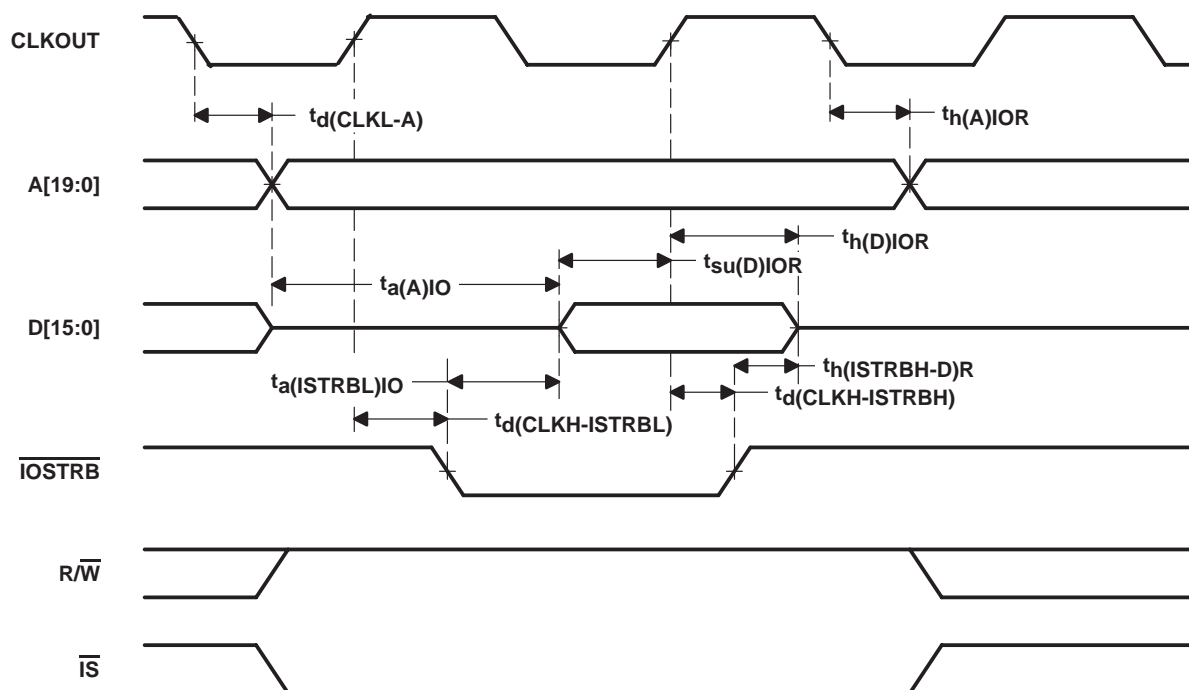 CLKOUT
td(CLKL-A)
th(A)IOR
A[19:0]
th(D)IOR
tsu(D)IOR
ta(A)IO
D[15:0]
th(ISTRBH-D)R
ta(ISTRBL)IO
td(CLKH-ISTRBH)
td(CLKH-ISTRBL)
IOSTRB
R/W
IS